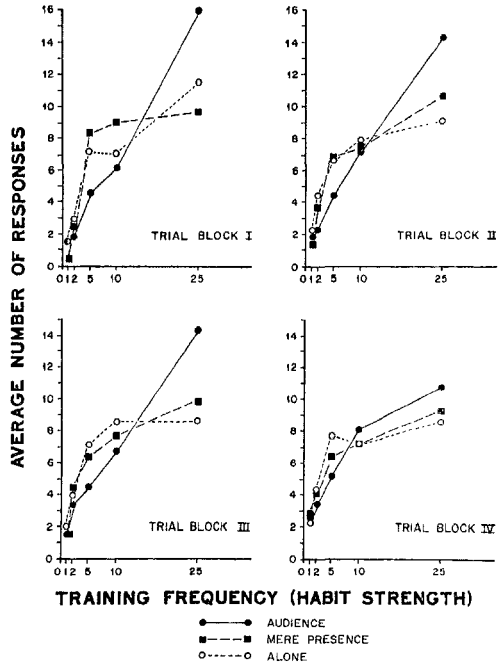 AVERAGE NUMBER OF RESPONSES
16
14
12
10
8
6
4
2
0
0 1 2 5 10 25
TRIAL BLOCK I
16
14
12
10
8
6
4
2
0
0 1 2 5 10 25
TRIAL BLOCK II
14
12
10
8
6
4
2
0
0 1 2 5 10 25
TRIAL BLOCK III
14
12
10
8
6
4
2
0
0 1 2 5 10 25
TRIAL BLOCK IV
TRAINING FREQUENCY (HABIT STRENGTH)
AUDIENCE
MERE PRESENCE
ALONE